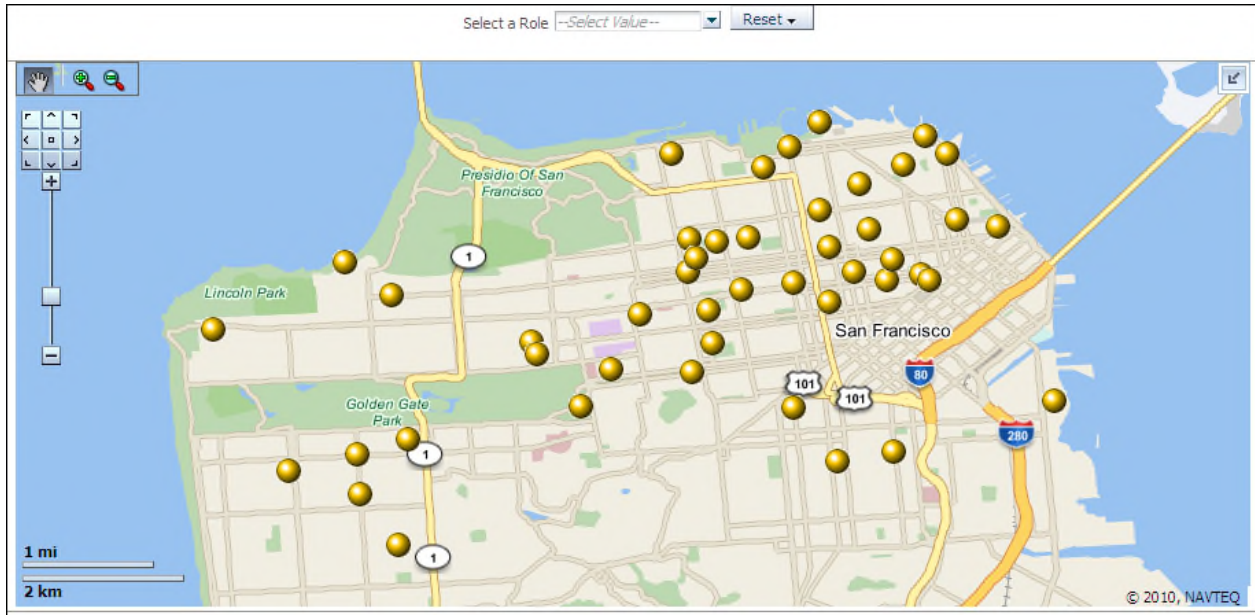 Select a Role --Select Value-- Reset
Presidio Of San
Francisco
1
Lincoln Park
San Francisco
80
101
101
Golden Gate
Park
280
1
1
1 mi
2 km
© 2010, NAVTEQ